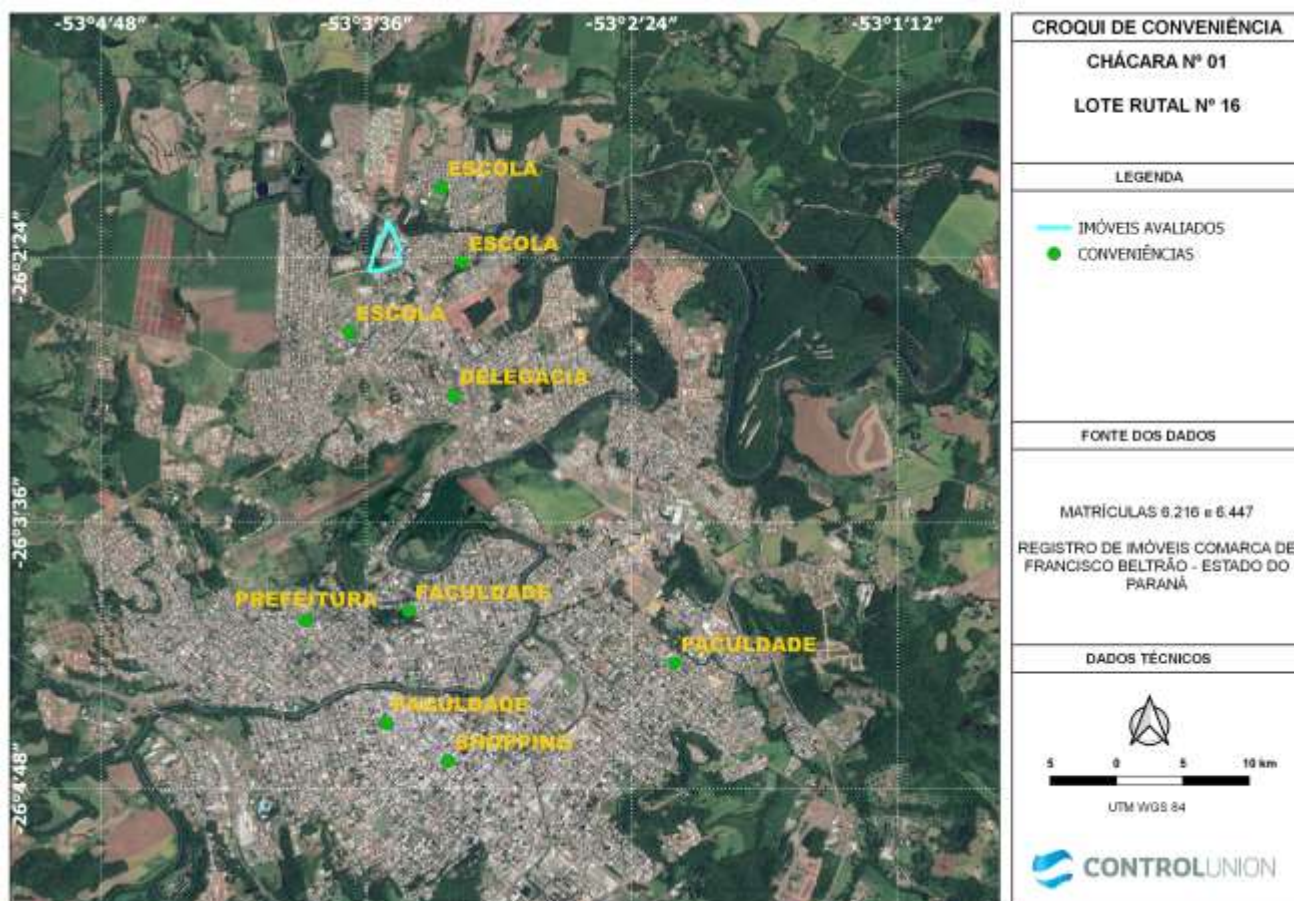 -53°4'48"
-53°3'36"
-53°2'24"
-53°1'12"
-26°2'24"
-26°3'36"
-26°4'48"
ESCOLA
ESCOLA
ESCOLA
DELEGACIA
PREFEITURA
FACULDADE
FACULDADE
FACULDADE
SHOPPING
CROQUI DE CONVENIÊNCIA
CHÁCARA Nº 01
LOTE RUTAL Nº 16
LEGENDA
IMÓVEIS AVALIADOS
CONVENIÊNCIAS
FONTE DOS DADOS
MATRÍCULAS 6.216 e 6.447
REGISTRO DE IMÓVEIS COMARCA DE
FRANCISCO BELTRÃO - ESTADO DO
PARANÁ
DADOS TÉCNICOS
5 0 5 10 km
UTM WGS 84
CONTROLUNION